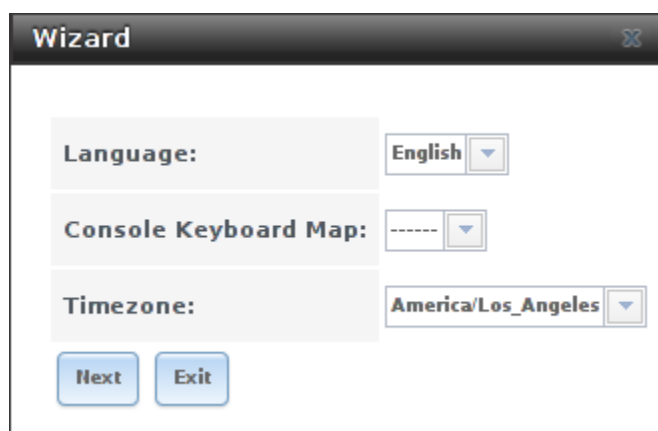 Wizard
Language: English
Console Keyboard Map: ------
Timezone: America/Los_Angeles
Next Exit